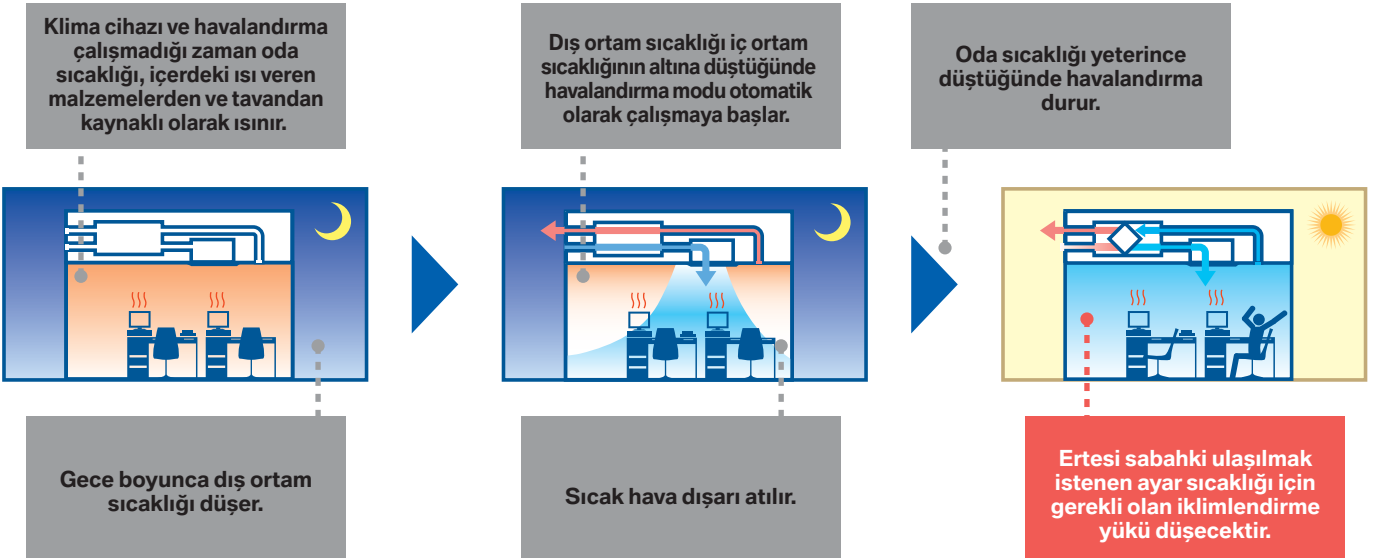 Klima cihazı ve havalandırma
çalışmadığı zaman oda
sıcaklığı, içerdeki ısı veren
malzemelerden ve tavandan
kaynaklı olarak ısınır.
Gece boyunca dış ortam
sıcaklığı düşer.
Dış ortam sıcaklığı iç ortam
sıcaklığının altına düştüğünde
havalandırma modu otomatik
olarak çalışmaya başlar.
Sıcak hava dışarı atılır.
Oda sıcaklığı yeterince
düştüğünde havalandırma
durur.
Ertesi sabahki ulaşılmak
istenen ayar sıcaklığı için
gerekli olan iklimlendirme
yükü düşecektir.